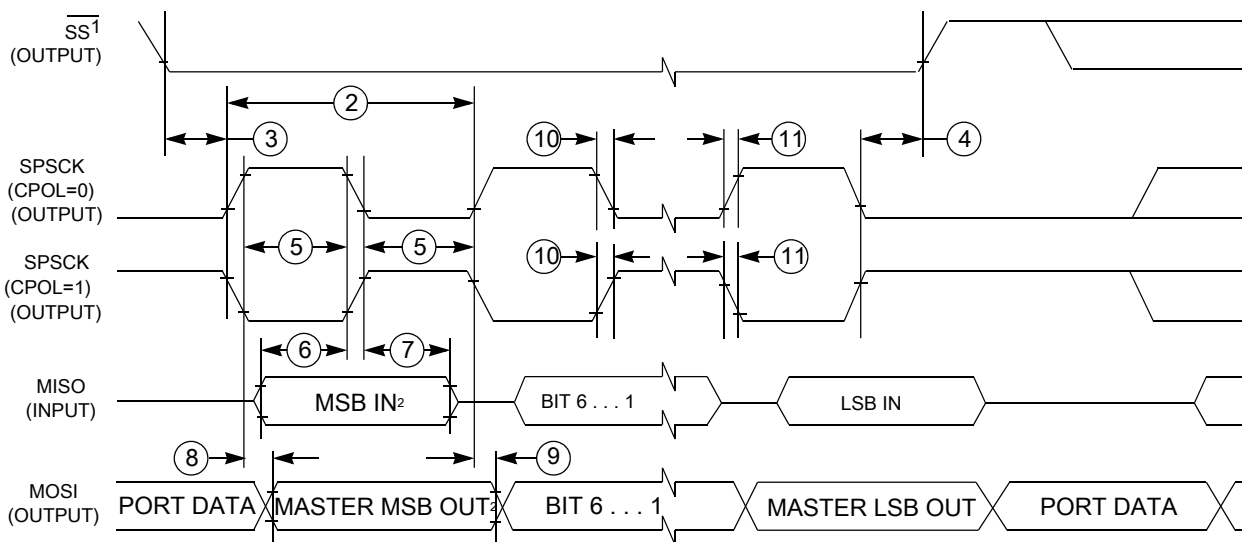 SS1
(OUTPUT)
2
3
10
11
4
SPSCK
(CPOL=0)
(OUTPUT)
5
5
10
11
SPSCK
(CPOL=1)
(OUTPUT)
6
7
MISO
(INPUT)
MSB IN2
BIT 6 . . . 1
LSB IN
8
9
MOSI
(OUTPUT)
PORT DATA
MASTER MSB OUT2
BIT 6 . . . 1
MASTER LSB OUT
PORT DATA